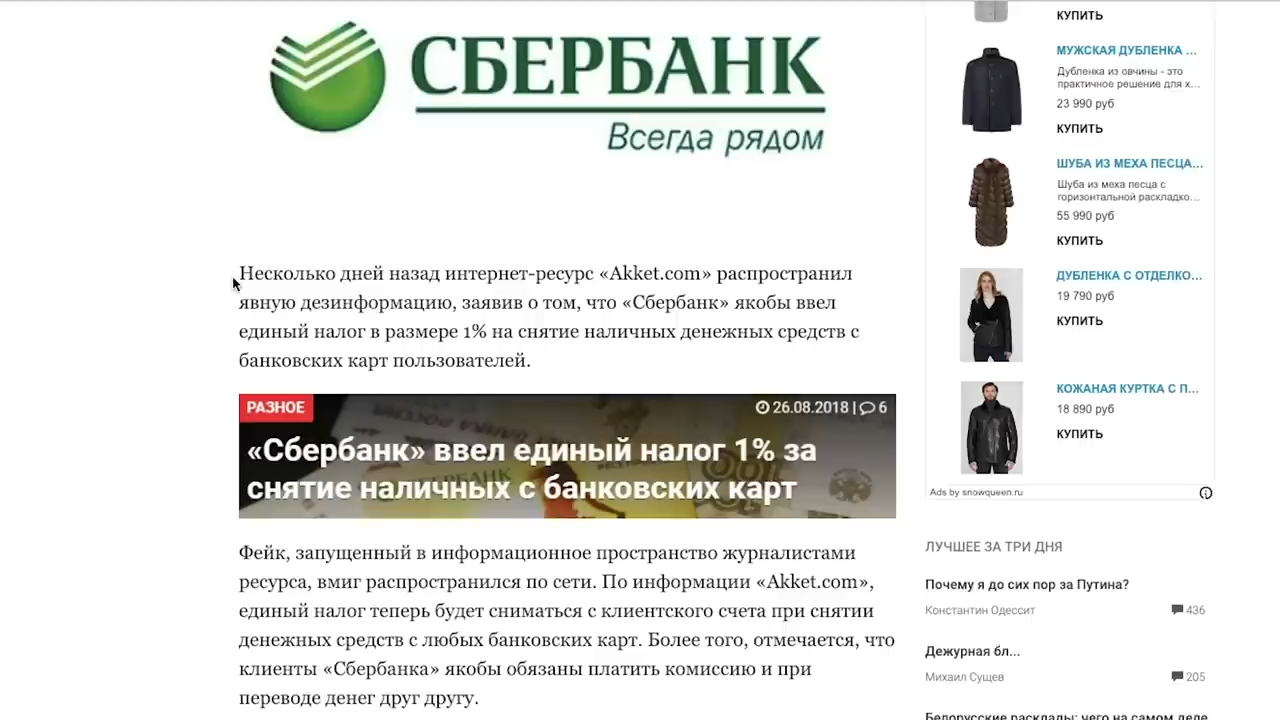 СБЕРБАНК
Всегда рядом
Несколько дней назад интернет-ресурс «Akket.com» распространил
явную дезинформацию, заявив о том, что «Сбербанк» якобы ввел
единый налог в размере 1% на снятие наличных денежных средств с
банковских карт пользователей.
РАЗНОЕ
26.08.2018 | 6
«Сбербанк» ввел единый налог 1% за
снятие наличных с банковских карт
Фейк, запущенный в информационное пространство журналистами
ресурса, вмиг распространился по сети. По информации «Akket.com»,
единый налог теперь будет сниматься с клиентского счета при снятии
денежных средств с любых банковских карт. Более того, отмечается, что
клиенты «Сбербанка» якобы обязаны платить комиссию и при
переводе денег друг другу.
КУПИТЬ
МУЖСКАЯ ДУБЛЕНКА ...
Дубленка из овчины - это
практичное решение для х...
23 990 руб
КУПИТЬ
ШУБА ИЗ МЕХА ПЕСЦА...
Шуба из меха песца с
горизонтальной раскладко...
55 990 руб
КУПИТЬ
ДУБЛЕНКА С ОТДЕЛКО...
19 790 руб
КУПИТЬ
КОЖАНАЯ КУРТКА С П...
18 890 руб
КУПИТЬ
Ads by snowqueen.ru
ЛУЧШЕЕ ЗА ТРИ ДНЯ
Почему я до сих пор за Путина?
Константин Одессит 436
Дежурная бл...
Михаил Сущев 205
Белорусские расклады: чего на самом деле